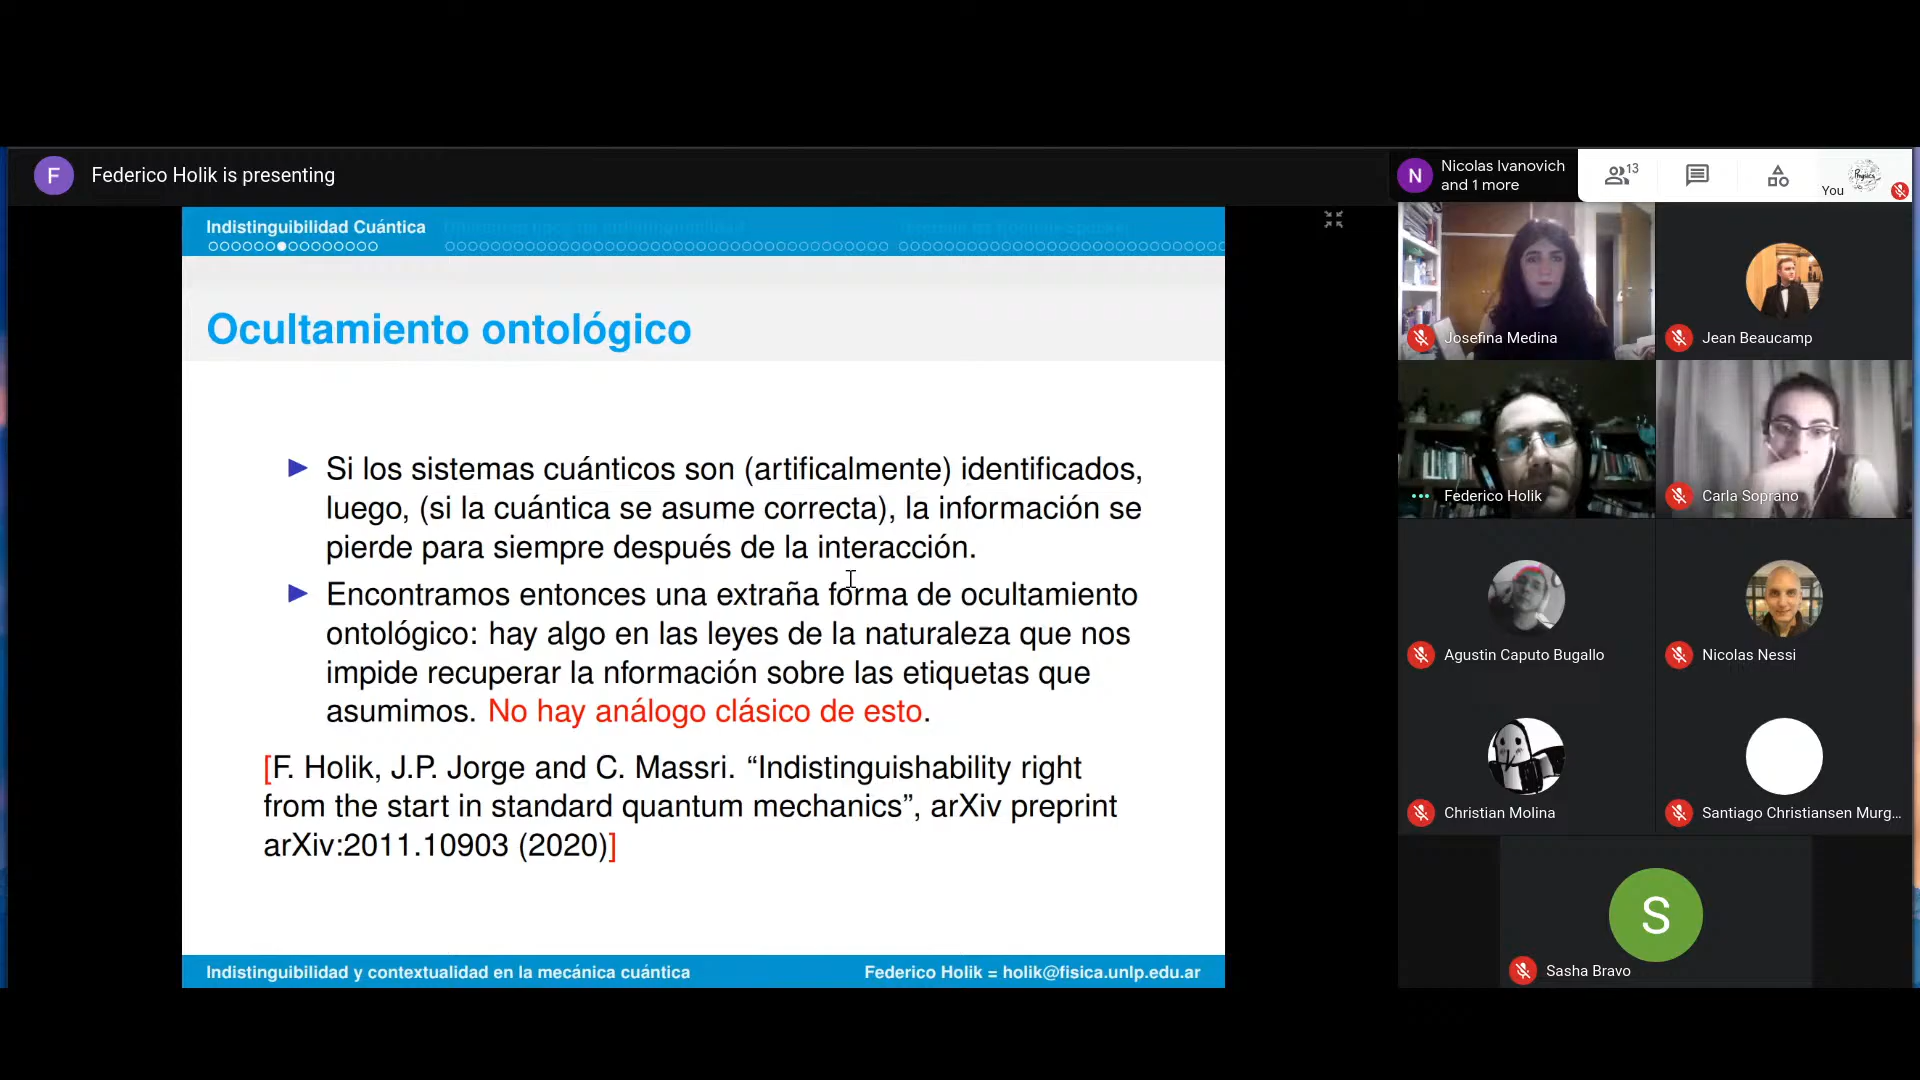 F
Federico Holik is presenting
N
Nicolas Ivanovich
and 1 more
13
You
Physics
Indistinguibilidad Cuántica
Ocultamiento ontológico
Si los sistemas cuánticos son (artificalmente) identificados,
luego, (si la cuántica se asume correcta), la información se
pierde para siempre después de la interacción.
Encontramos entonces una extraña forma de ocultamiento
ontológico: hay algo en las leyes de la naturaleza que nos
impide recuperar la nformación sobre las etiquetas que
asumimos. No hay análogo clásico de esto.
[F. Holik, J.P. Jorge and C. Massri. “Indistinguishability right
from the start in standard quantum mechanics”, arXiv preprint
arXiv:2011.10903 (2020)]
Indistinguibilidad y contextualidad en la mecánica cuántica
Federico Holik = holik@fisica.unlp.edu.ar
Josefina Medina
Jean Beaucamp
Federico Holik
Carla Soprano
Agustin Caputo Bugallo
Nicolas Nessi
Christian Molina
Santiago Christiansen Murg...
S
Sasha Bravo